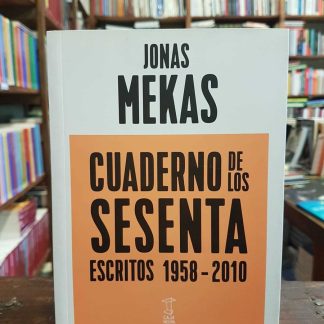 JONAS
MEKAS
CUADERNO DE LOS
SESENTA
ESCRITOS 1958-2010